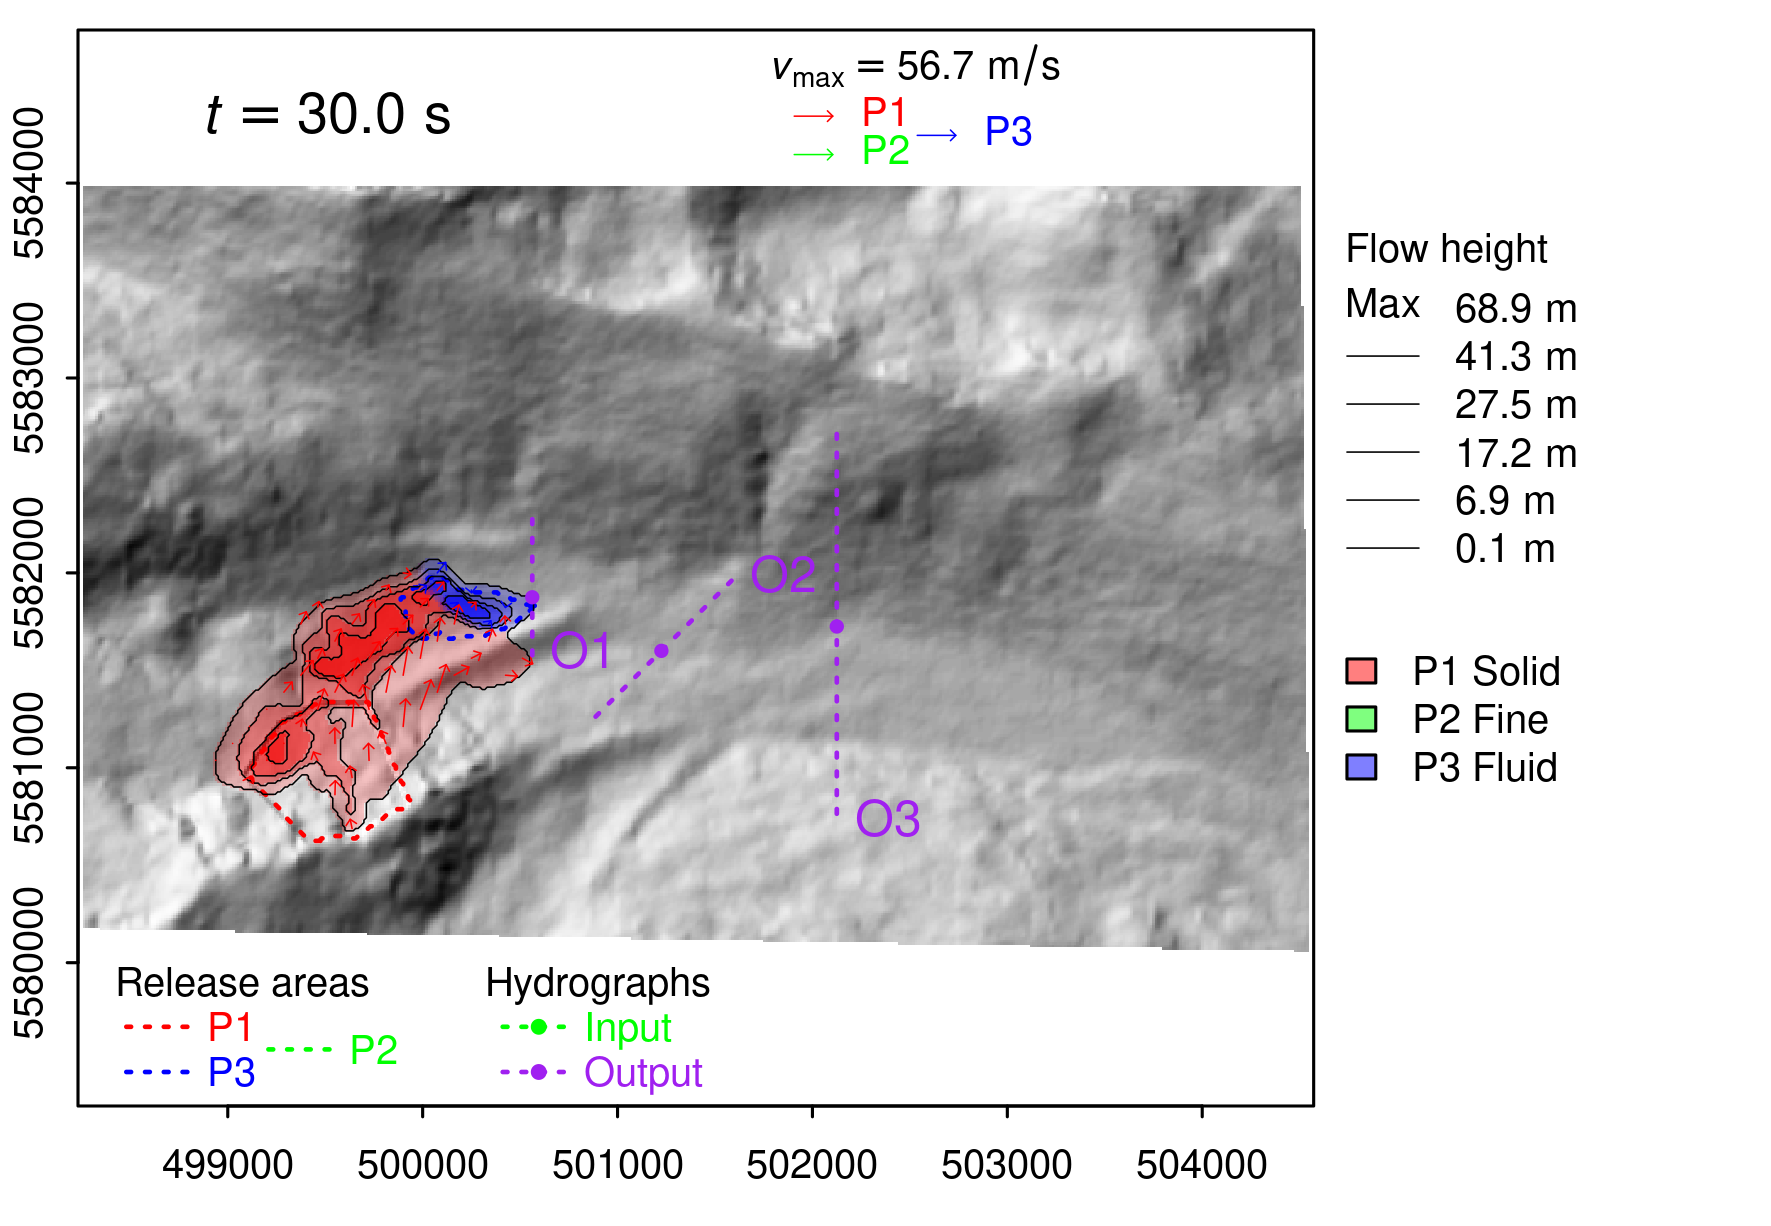 t = 30.0 s
vmax = 56.7 m/s
P1
P2
P3
5584000
5583000
5582000
5581000
5580000
Flow height
Max 68.9 m
41.3 m
27.5 m
17.2 m
6.9 m
0.1 m
O1
O2
O3
P1 Solid
P2 Fine
P3 Fluid
Release areas
P1
P2
P3
Hydrographs
Input
Output
499000 500000 501000 502000 503000 504000